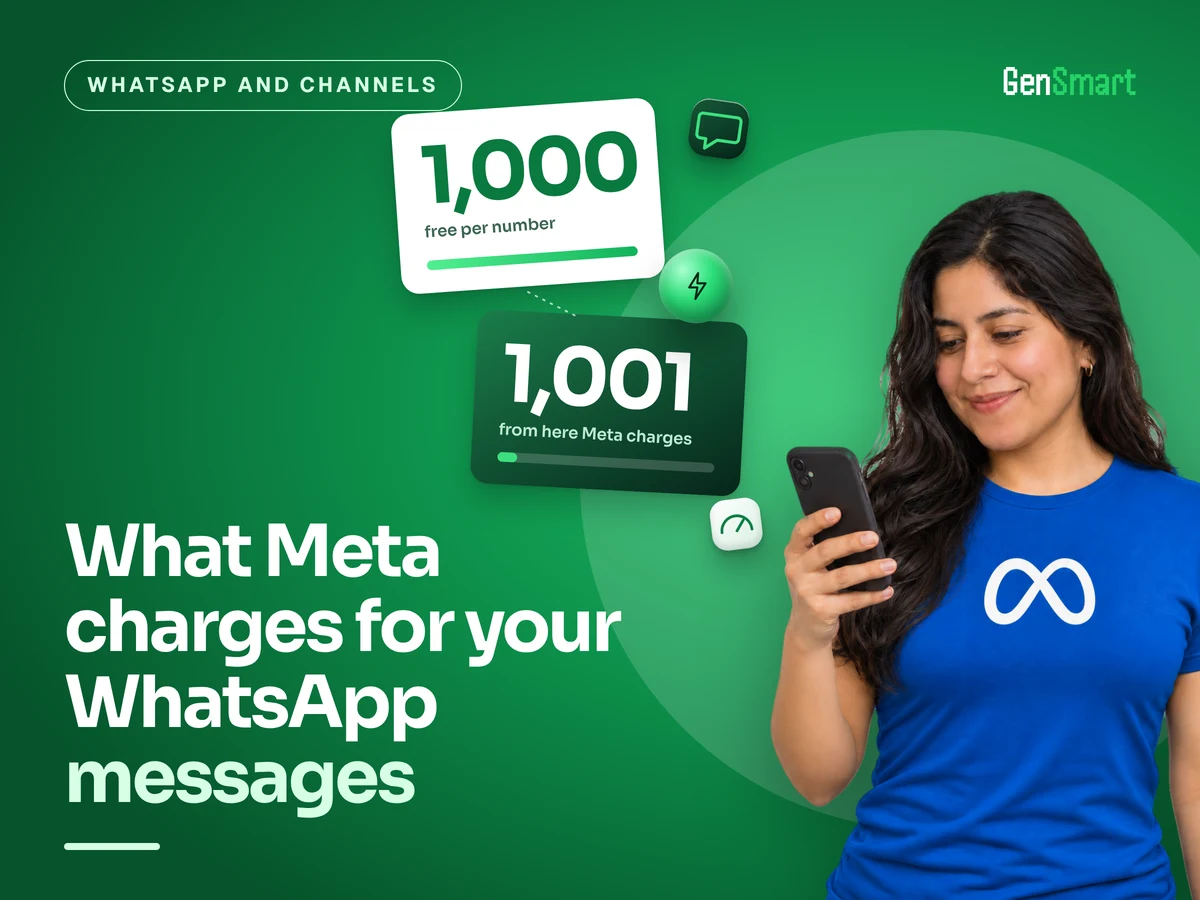 WHATSAPP AND CHANNELS
GenSmart
1,000
free per number
1,001
from here Meta charges
What Meta
charges for your
WhatsApp
messages